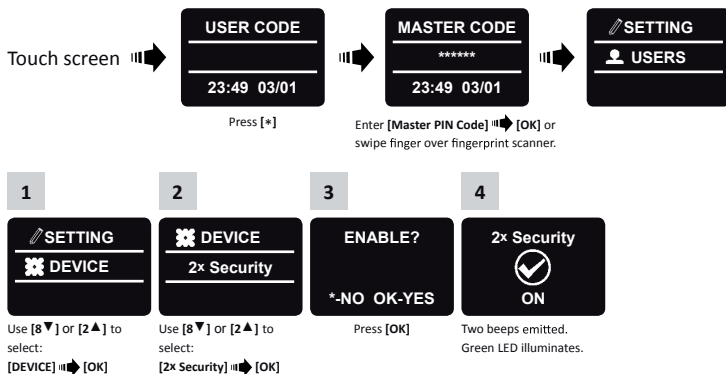 Touch screen
USER CODE
23:49 03/01
Press [*]
MASTER CODE
******
23:49 03/01
Enter [Master PIN Code] [OK] or
swipe finger over fingerprint scanner.
SETTING
USERS
1
SETTING
DEVICE
Use [8▼] or [2▲] to
select:
[DEVICE] [OK]
2
DEVICE
2x Security
Use [8▼] or [2▲] to
select:
[2x Security] [OK]
3
ENABLE?
*-NO OK-YES
Press [OK]
4
2x Security
ON
Two beeps emitted.
Green LED illuminates.